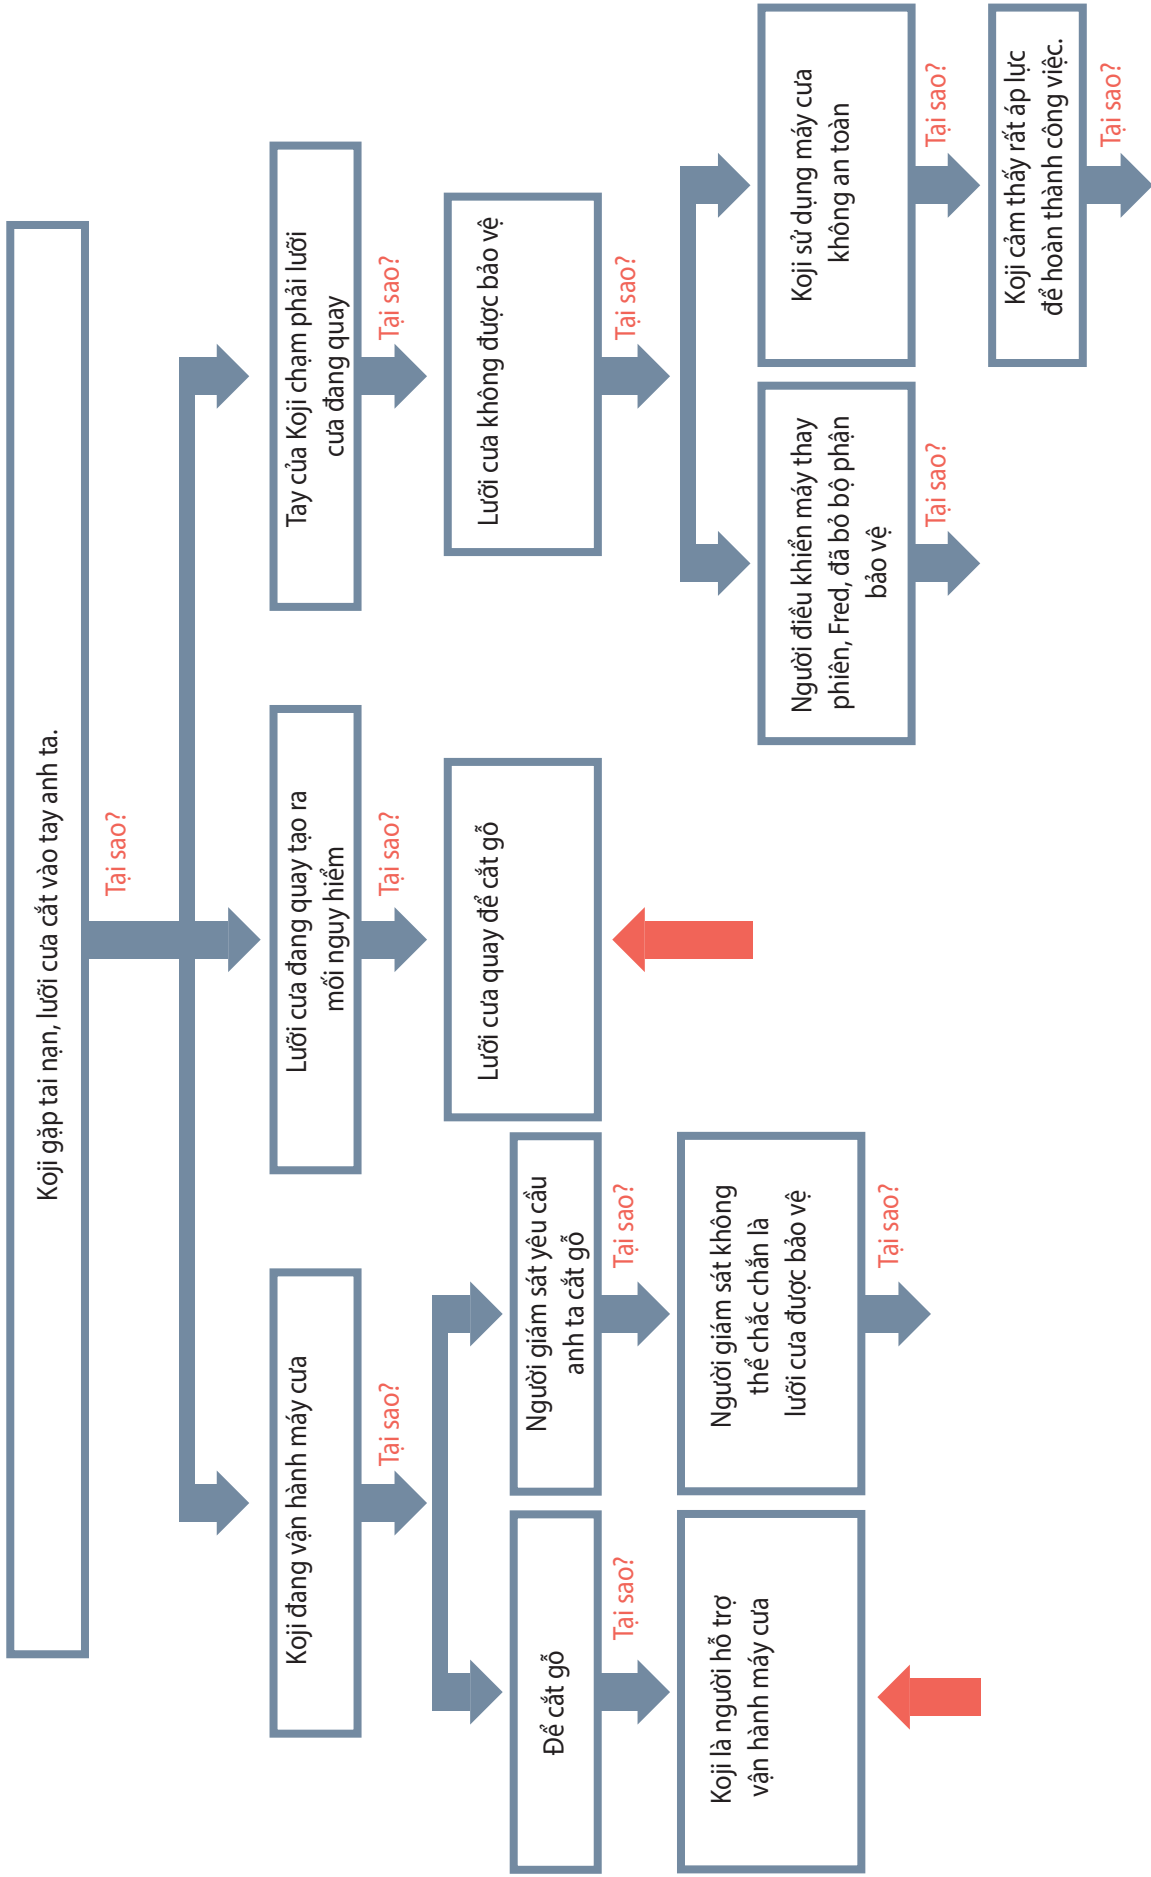 Koji gặp tai nạn, lưỡi cưa cắt vào tay anh ta.
Tại sao?
Koji đang vận hành máy cưa
Lưỡi cưa đang quay tạo ra
mối nguy hiểm
Tay của Koji chạm phải lưỡi
cưa đang quay
Tại sao?
Tại sao?
Tại sao?
Để cắt gỗ
Người giám sát yêu cầu
anh ta cắt gỗ
Lưỡi cưa quay để cắt gỗ
Lưỡi cưa không được bảo vệ
Tại sao?
Tại sao?
Tại sao?
Koji là người hỗ trợ
vận hành máy cưa
Người giám sát không
thể chắc chắn là
lưỡi cưa được bảo vệ
Người điều khiển máy thay
phiên, Fred, đã bỏ bộ phận
bảo vệ
Koji sử dụng máy cưa
không an toàn
Tại sao?
Tại sao?
Tại sao?
Koji cảm thấy rất áp lực
để hoàn thành công việc.
Tại sao?